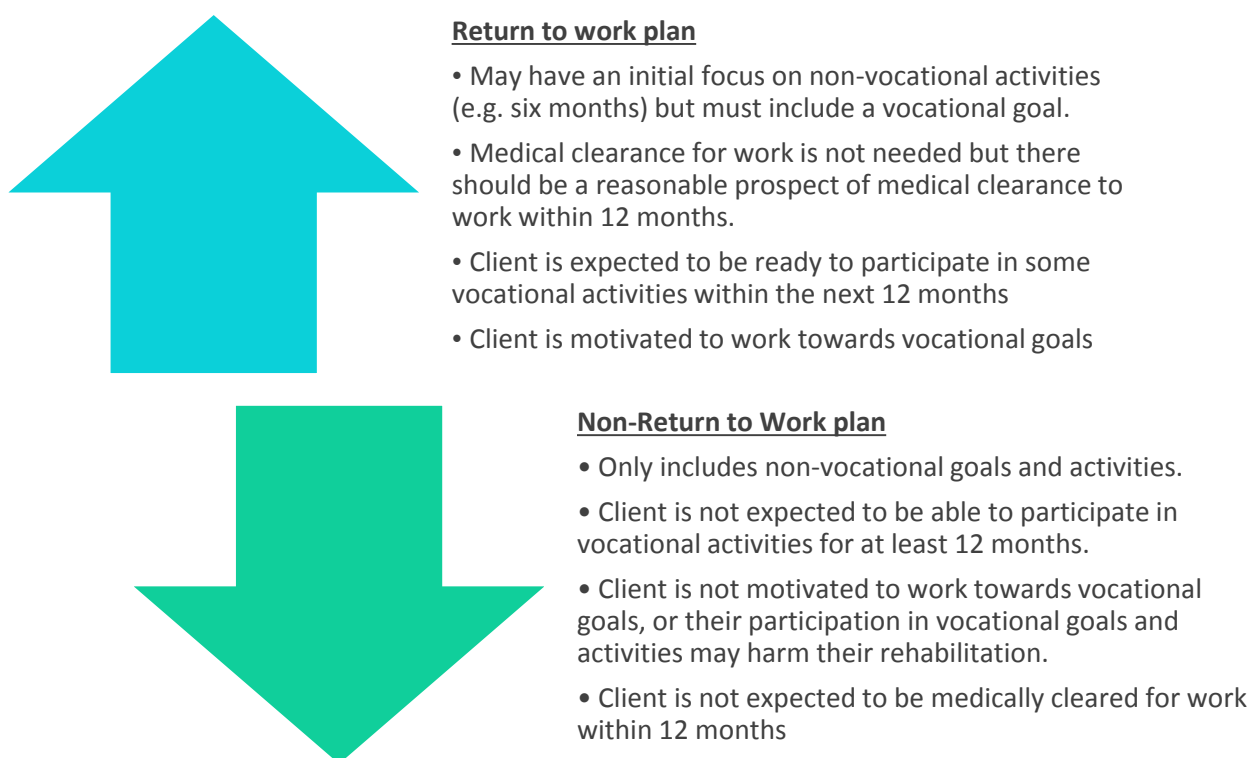 Return to work plan
• May have an initial focus on non-vocational activities
(e.g. six months) but must include a vocational goal.
• Medical clearance for work is not needed but there
should be a reasonable prospect of medical clearance to
work within 12 months.
• Client is expected to be ready to participate in some
vocational activities within the next 12 months
• Client is motivated to work towards vocational goals
Non-Return to Work plan
• Only includes non-vocational goals and activities.
• Client is not expected to be able to participate in
vocational activities for at least 12 months.
• Client is not motivated to work towards vocational
goals, or their participation in vocational goals and
activities may harm their rehabilitation.
• Client is not expected to be medically cleared for work
within 12 months